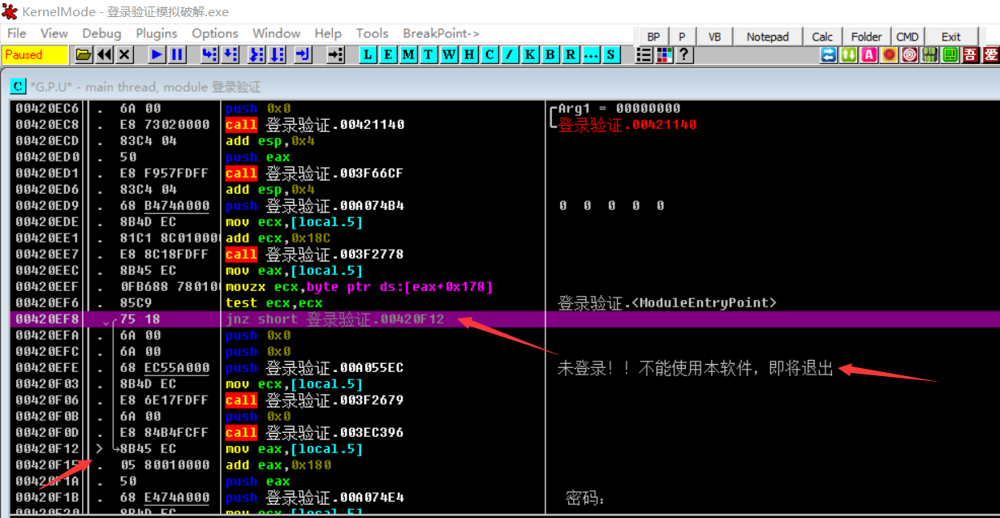 KernelMode - 登录验证模拟破解.exe
File View Debug Plugins Options Window Help Tools BreakPoint-> BP P VB Notepad Calc Folder CMD Exit
Paused L E M T W H C / K B R ... S ? A 吾 爱
C *G.P.U* - main thread, module 登录验证
00420EC6 . 6A 00 push 0x0 Arg1 = 00000000
00420EC8 . E8 73020000 call 登录验证.00421140 登录验证.00421140
00420ECD . 83C4 04 add esp,0x4
00420ED0 . 50 push eax
00420ED1 . E8 F957FDFF call 登录验证.003F66CF
00420ED6 . 83C4 04 add esp,0x4
00420ED9 . 68 B474A000 push 登录验证.00A074B4 0 0 0 0 0
00420EDE . 8B4D EC mov ecx,[local.5]
00420EE1 . 81C1 8C01000 add ecx,0x18C
00420EE7 . E8 8C18FDFF call 登录验证.003F2778
00420EEC . 8B45 EC mov eax,[local.5]
00420EEF . 0FB688 78010 movzx ecx,byte ptr ds:[eax+0x178]
00420EF6 . 85C9 test ecx,ecx 登录验证.<ModuleEntryPoint>
00420EF8 75 18 jnz short 登录验证.00420F12
00420EFA . 6A 00 push 0x0
00420EFC . 6A 00 push 0x0
00420EFE . 68 EC55A000 push 登录验证.00A055EC 未登录!!不能使用本软件,即将退出
00420F03 . 8B4D EC mov ecx,[local.5]
00420F06 . E8 6E17FDFF call 登录验证.003F2679
00420F0B . 6A 00 push 0x0
00420F0D . E8 84B4FCFF call 登录验证.003EC396
00420F12 > 8B45 EC mov eax,[local.5]
00420F15 . 05 80010000 add eax,0x180
00420F1A . 50 push eax
00420F1B . 68 E474A000 push 登录验证.00A074E4 密码:
00420F20 . 8B4D EC mov ecx,[local.5]